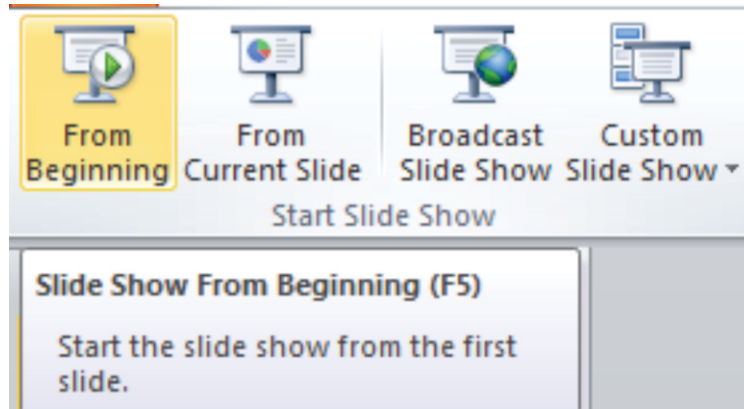 From Beginning
From Current Slide
Broadcast Slide Show
Custom Slide Show
Start Slide Show
Slide Show From Beginning (F5)
Start the slide show from the first
slide.